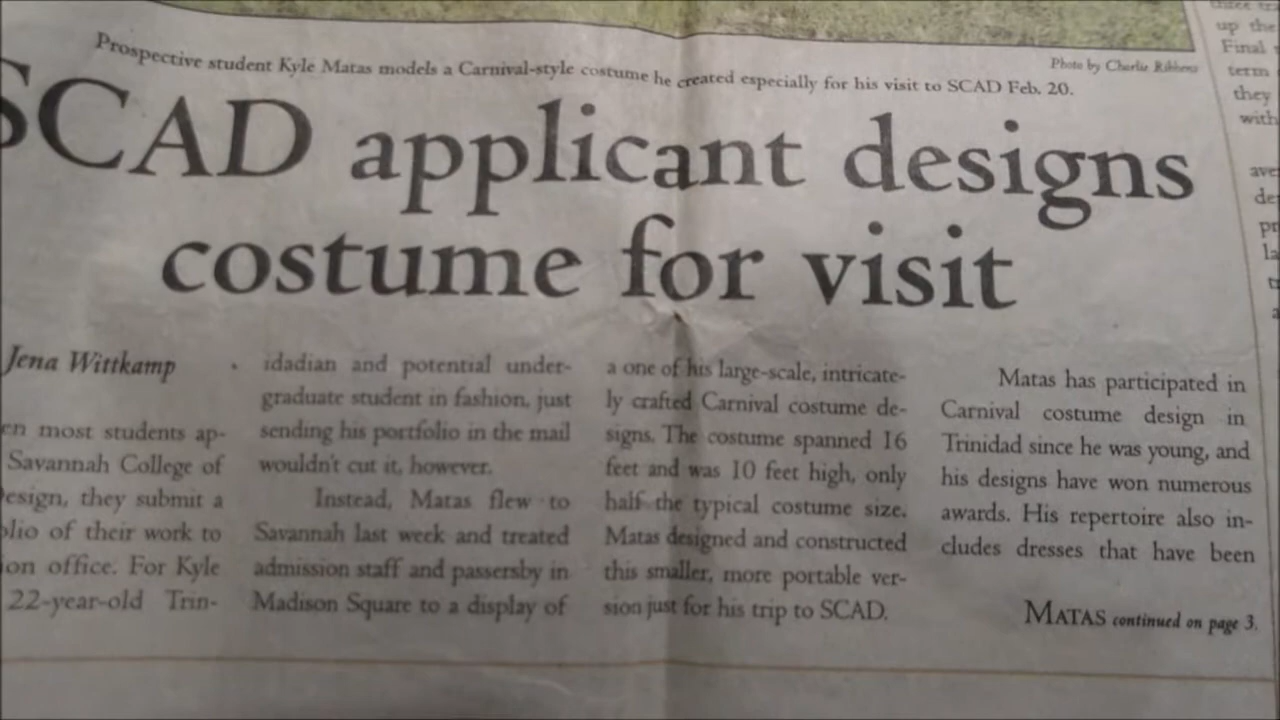 Prospective student Kyle Matas models a Carnival-style costume he created especially for his visit to SCAD Feb. 20.
Photo by Charlie Ribbens
SCAD applicant designs
costume for visit
Jena Wittkamp
en most students ap-
Savannah College of
esign, they submit a
olio of their work to
ion office. For Kyle
22-year-old Trin-
idadian and potential under-
graduate student in fashion, just
sending his portfolio in the mail
wouldn't cut it, however.
Instead, Matas flew to
Savannah last week and treated
admission staff and passersby in
Madison Square to a display of
a one of his large-scale, intricate-
ly crafted Carnival costume de-
signs. The costume spanned 16
feet and was 10 feet high, only
half the typical costume size.
Matas designed and constructed
this smaller, more portable ver-
sion just for his trip to SCAD.
Matas has participated in
Carnival costume design in
Trinidad since he was young, and
his designs have won numerous
awards. His repertoire also in-
cludes dresses that have been
MATAS continued on page 3.
up the
Final
term
they
with